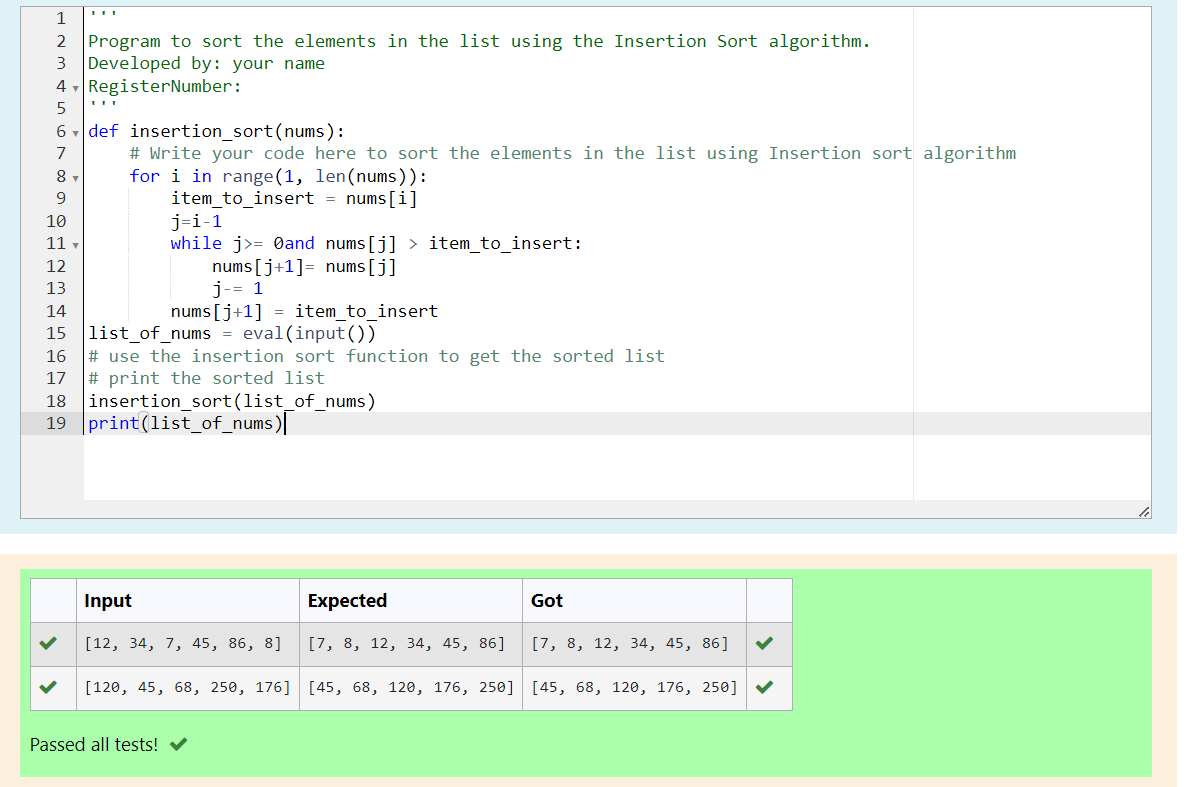 1 '''
2 Program to sort the elements in the list using the Insertion Sort algorithm.
3 Developed by: your name
4 RegisterNumber:
5 '''
6 def insertion_sort(nums):
7     # Write your code here to sort the elements in the list using Insertion sort algorithm
8     for i in range(1, len(nums)):
9         item_to_insert = nums[i]
10         j=i-1
11         while j>= 0and nums[j] > item_to_insert:
12             nums[j+1]= nums[j]
13             j-= 1
14         nums[j+1] = item_to_insert
15 list_of_nums = eval(input())
16 # use the insertion sort function to get the sorted list
17 # print the sorted list
18 insertion_sort(list_of_nums)
19 print(list_of_nums)
Input Expected Got
[12, 34, 7, 45, 86, 8] [7, 8, 12, 34, 45, 86] [7, 8, 12, 34, 45, 86]
[120, 45, 68, 250, 176] [45, 68, 120, 176, 250] [45, 68, 120, 176, 250]
Passed all tests!